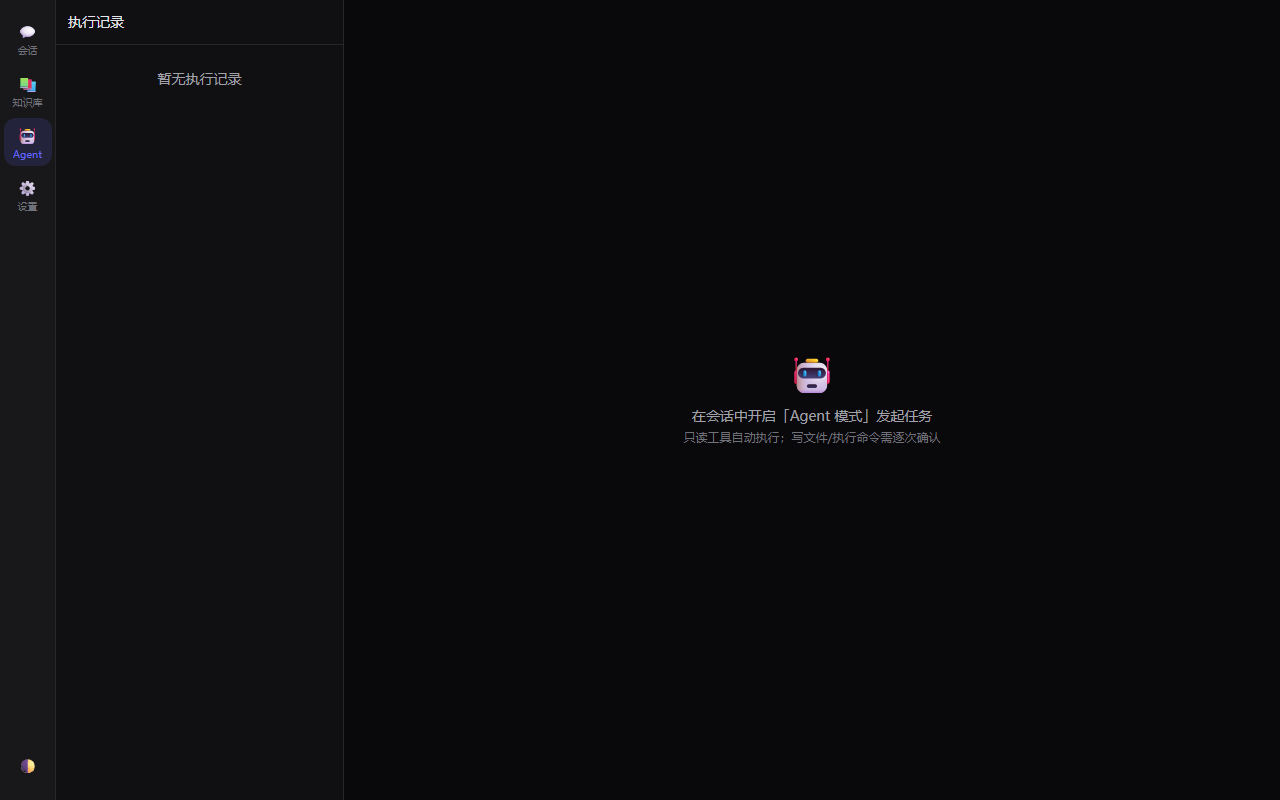 会话
知识库
Agent
设置
执行记录
暂无执行记录
在会话中开启「Agent 模式」发起任务
只读工具自动执行；写文件/执行命令需逐次确认